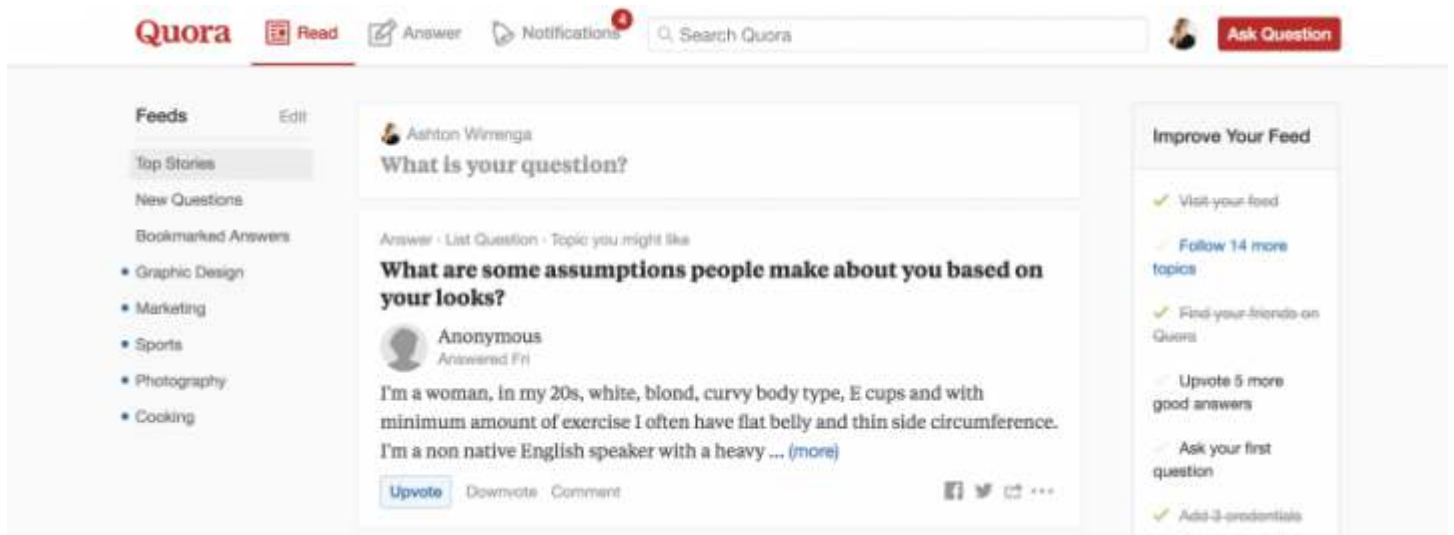 Quora
Read
Answer
Notifications
4
Search Quora
Ask Question
Feeds
Edit
Top Stories
New Questions
Bookmarked Answers
Graphic Design
Marketing
Sports
Photography
Cooking
Ashton Wirrenga
What is your question?
Answer · List Question · Topic you might like
What are some assumptions people make about you based on
your looks?
Anonymous
Answered Fri
I'm a woman, in my 20s, white, blond, curvy body type, E cups and with
minimum amount of exercise I often have flat belly and thin side circumference.
I'm a non native English speaker with a heavy ... (more)
Upvote
Downvote
Comment
Improve Your Feed
Visit your feed
Follow 14 more
topics
Find your friends on
Quora
Upvote 5 more
good answers
Ask your first
question
Add 3 credentials